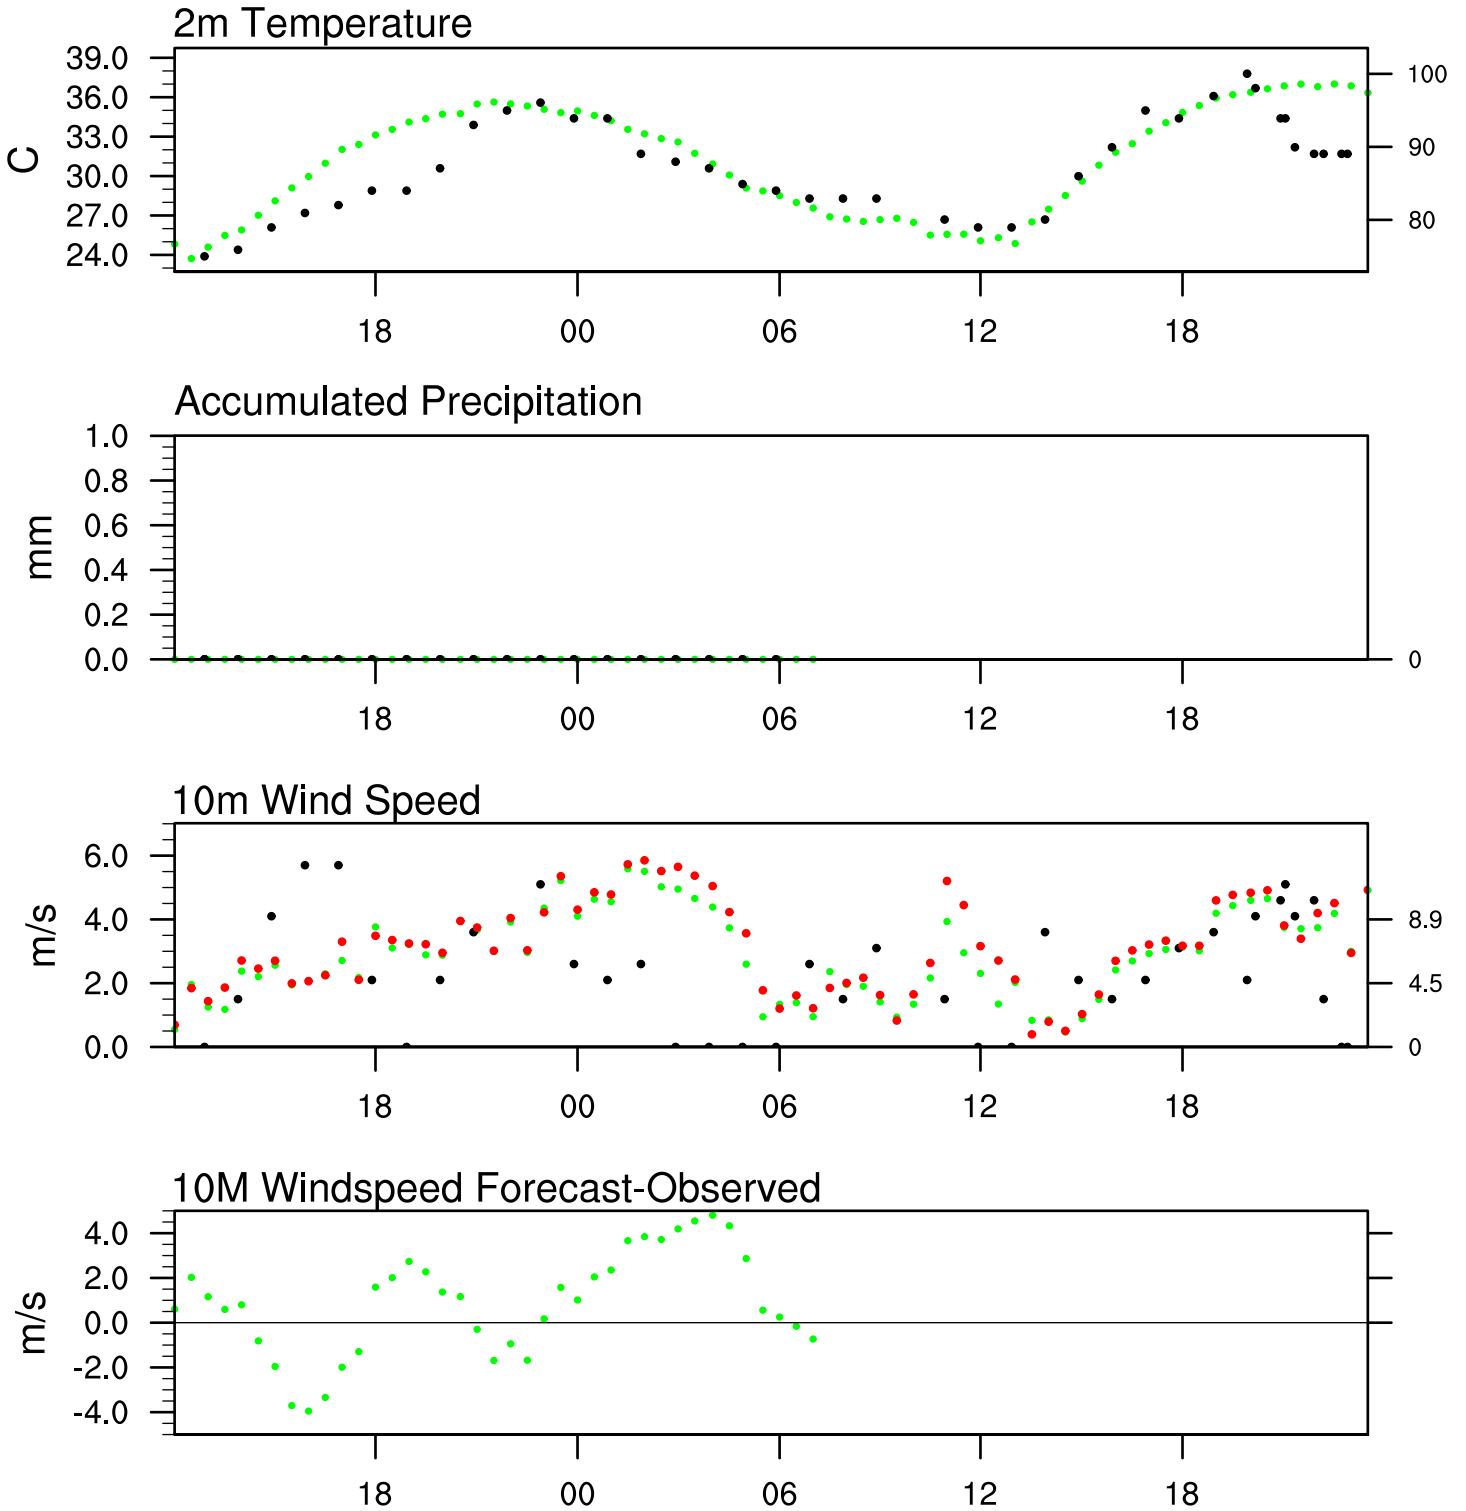 2m Temperature
39.0
36.0
33.0
30.0
27.0
24.0
C
100
90
80
18 00 06 12 18
Accumulated Precipitation
1.0
0.8
0.6
0.4
0.2
0.0
mm
0
18 00 06 12 18
10m Wind Speed
6.0
4.0
2.0
0.0
m/s
8.9
4.5
0
18 00 06 12 18
10M Windspeed Forecast-Observed
4.0
2.0
0.0
-2.0
-4.0
m/s
18 00 06 12 18